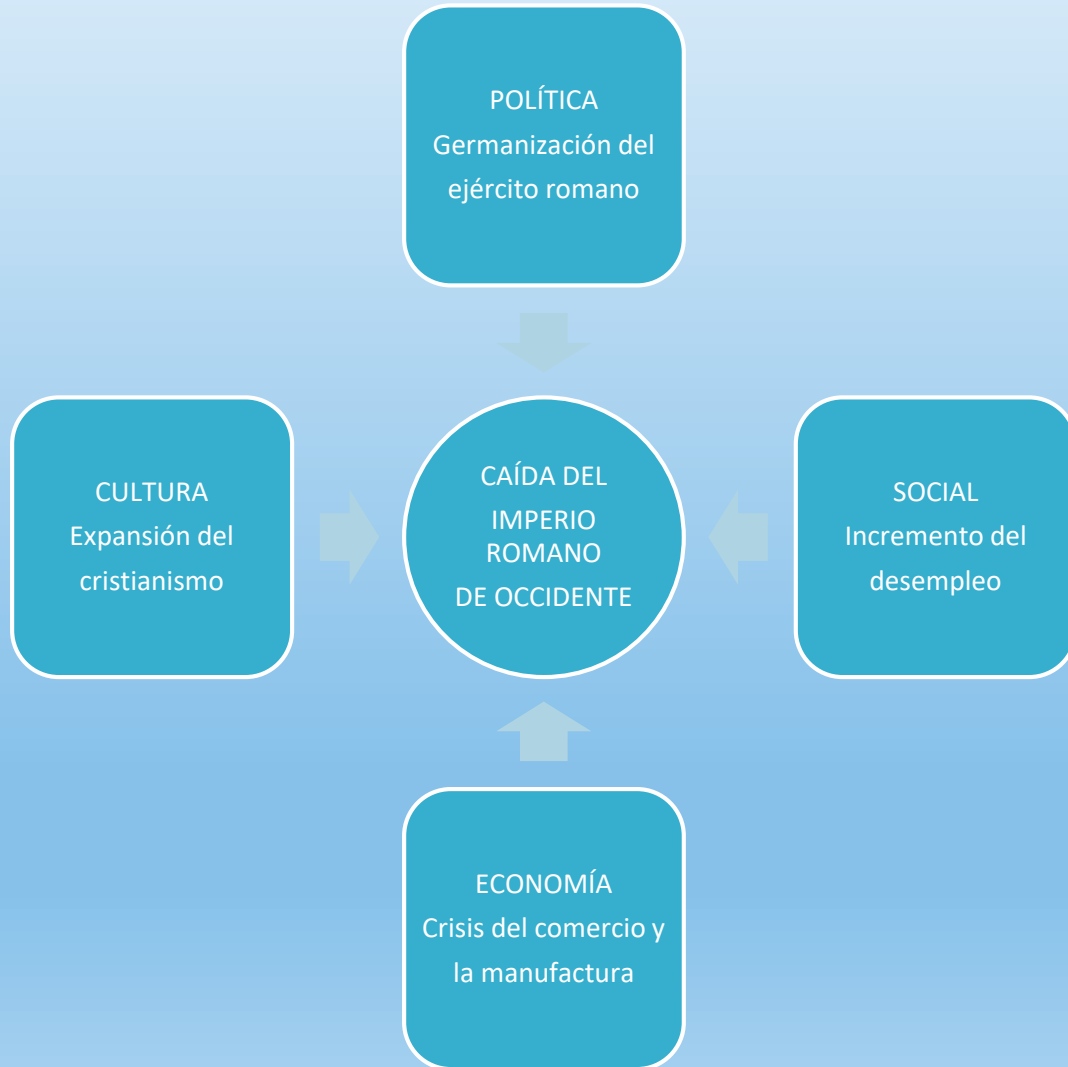 POLÍTICA
Germanización del
ejército romano
CULTURA
Expansión del
cristianismo
CAÍDA DEL
IMPERIO
ROMANO
DE OCCIDENTE
SOCIAL
Incremento del
desempleo
ECONOMÍA
Crisis del comercio y
la manufactura